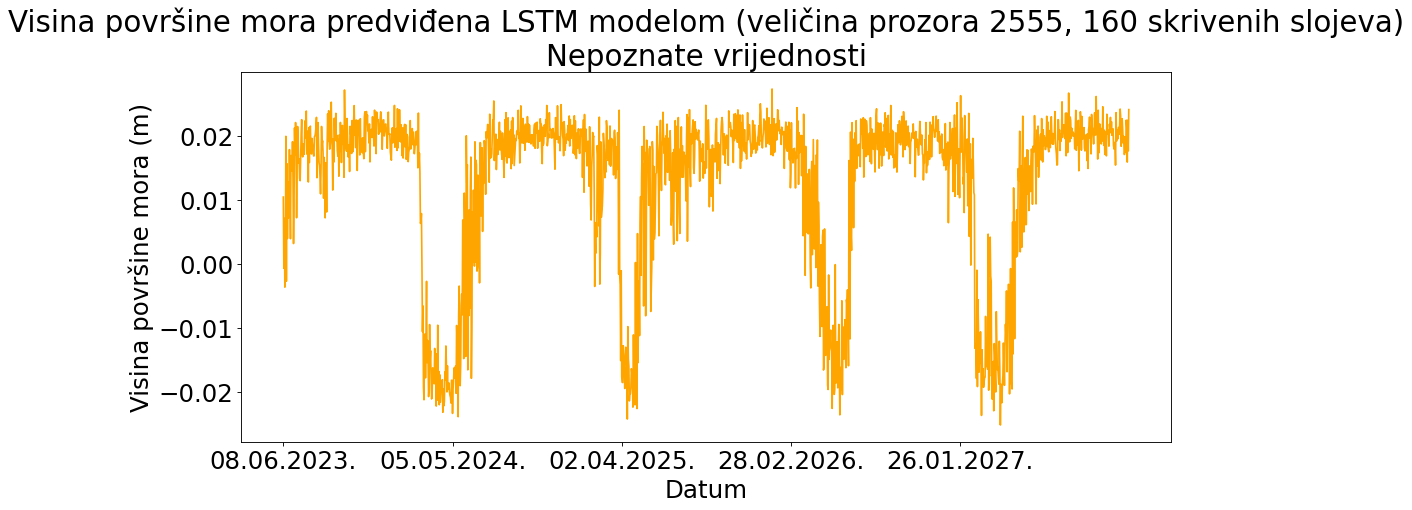 Visina površine mora predviđena LSTM modelom (veličina prozora 2555, 160 skrivenih slojeva)
Nepoznate vrijednosti
Visina površine mora (m)
0.02
0.01
0.00
−0.01
−0.02
08.06.2023. 05.05.2024. 02.04.2025. 28.02.2026. 26.01.2027.
Datum